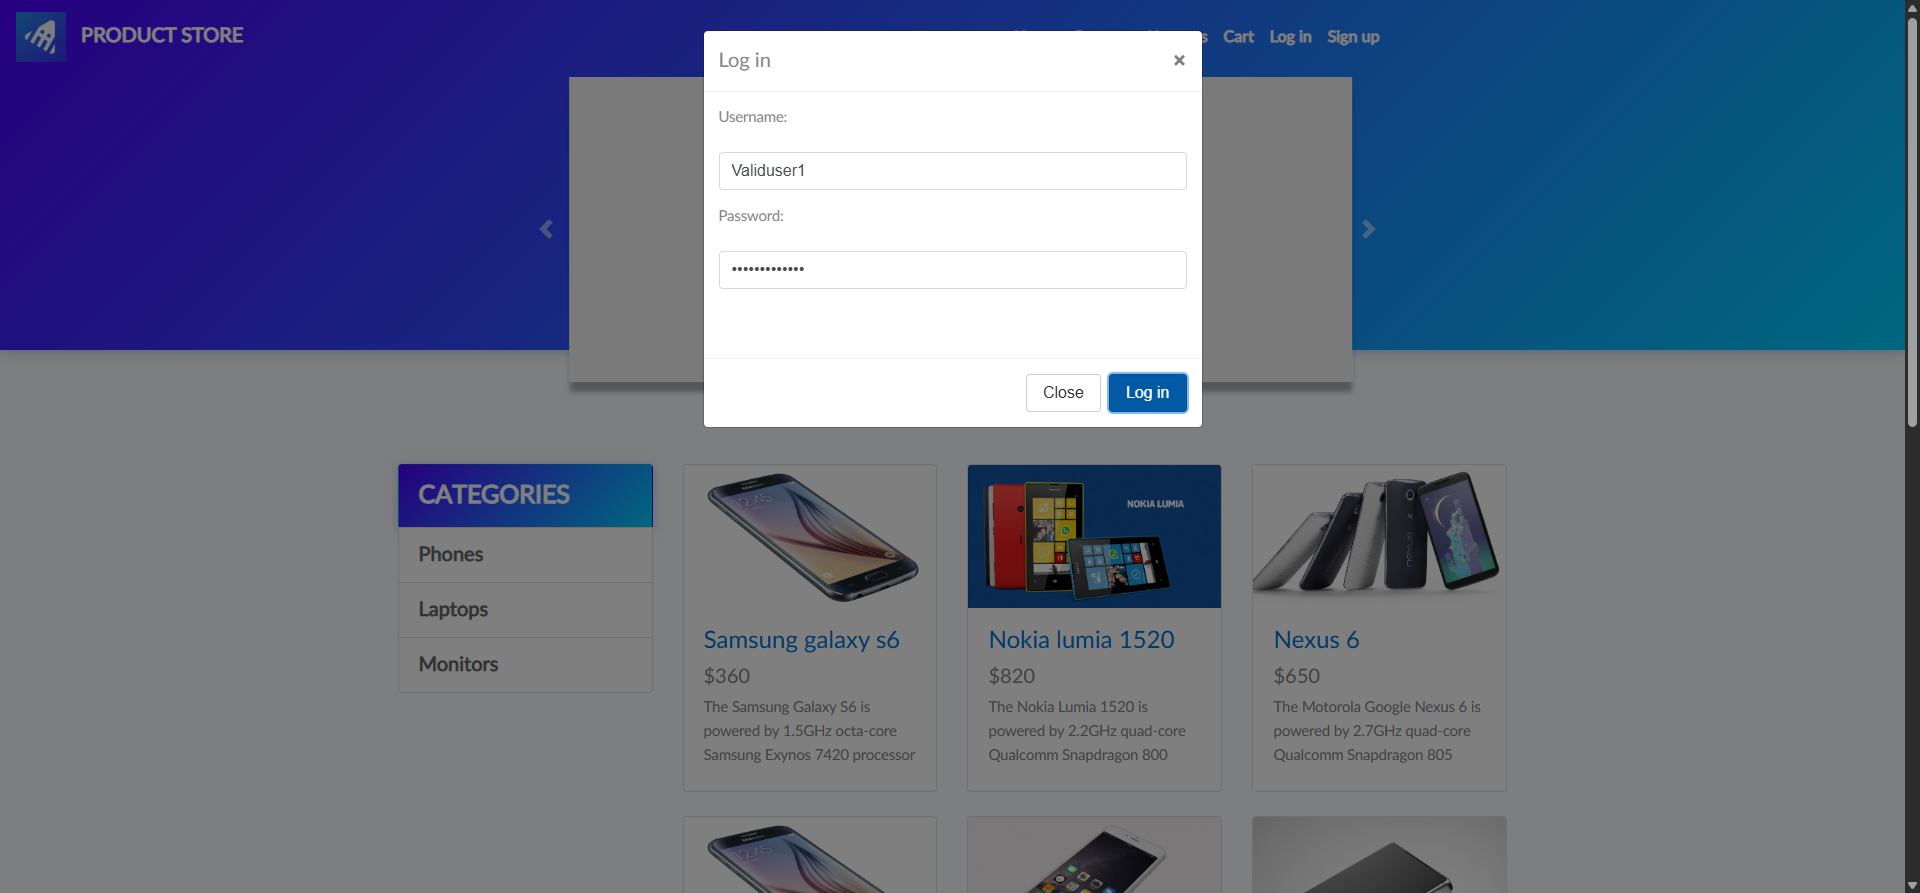 PRODUCT STORE
Cart
Log in
Sign up
Log in
×
Username:
Validuser1
Password:
•••••••••••••
Close
Log in
CATEGORIES
Phones
Laptops
Monitors
12:45
NOKIA LUMIA
Samsung galaxy s6
$360
The Samsung Galaxy S6 is
powered by 1.5GHz octa-core
Samsung Exynos 7420 processor
Nokia lumia 1520
$820
The Nokia Lumia 1520 is
powered by 2.2GHz quad-core
Qualcomm Snapdragon 800
Nexus 6
$650
The Motorola Google Nexus 6 is
powered by 2.7GHz quad-core
Qualcomm Snapdragon 805
12:45